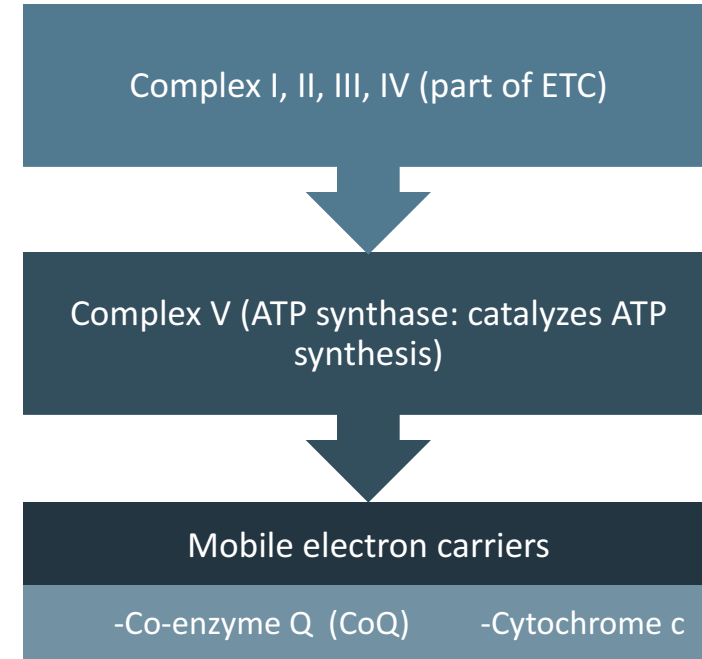 Complex I, II, III, IV (part of ETC)
Complex V (ATP synthase: catalyzes ATP
synthesis)
Mobile electron carriers
-Co-enzyme Q  (CoQ) -Cytochrome c